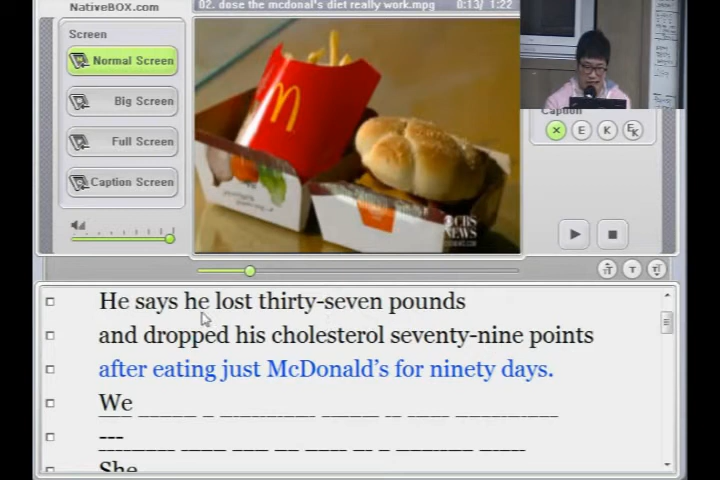 NativeBOX.com
02. dose the mcdonal's diet really work.mpg 0:13/ 1:22
Screen
Normal Screen
Big Screen
Full Screen
Caption Screen
CBS
NEWS
Caption
X E K EK
T T T
He says he lost thirty-seven pounds
and dropped his cholesterol seventy-nine points
after eating just McDonald's for ninety days.
We
---
She